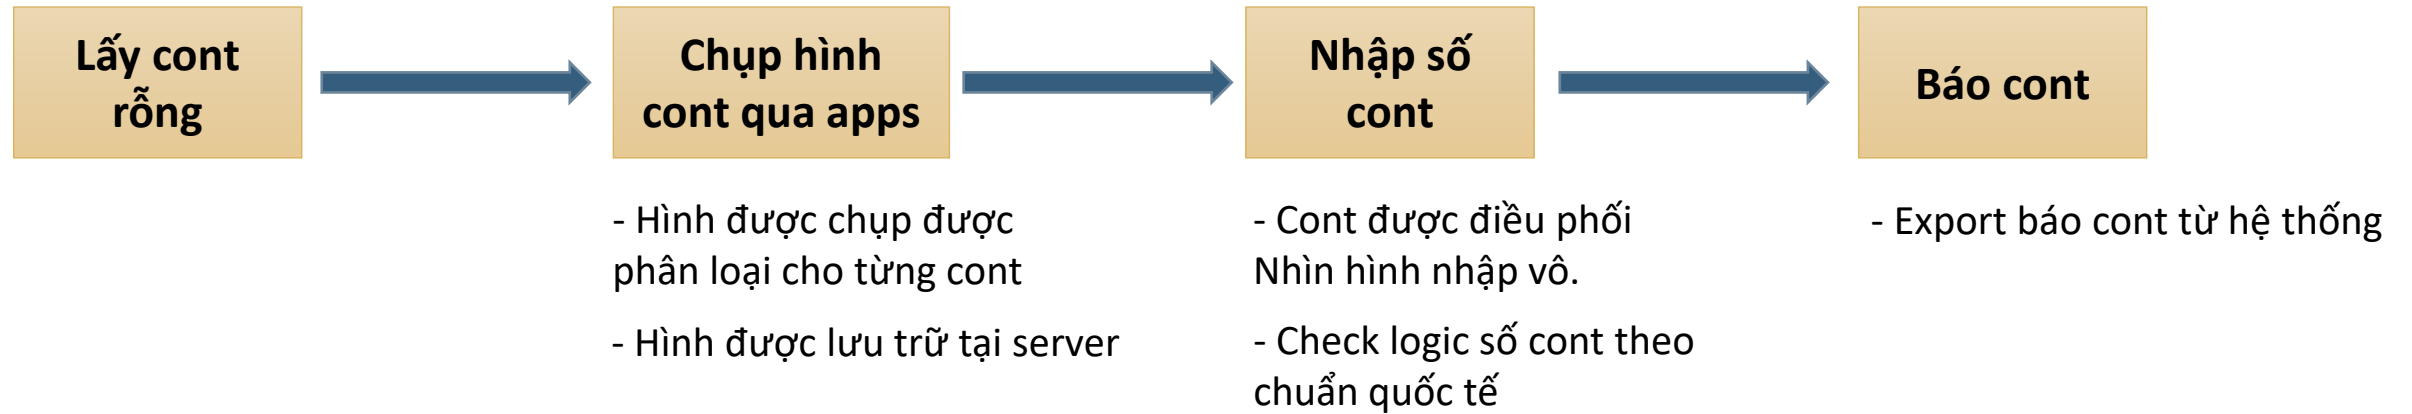 Lấy cont
rỗng
Chụp hình
cont qua apps
Nhập số
cont
Báo cont
- Hình được chụp được
phân loại cho từng cont
- Hình được lưu trữ tại server
- Cont được điều phối
Nhìn hình nhập vô.
- Check logic số cont theo
chuẩn quốc tế
- Export báo cont từ hệ thống